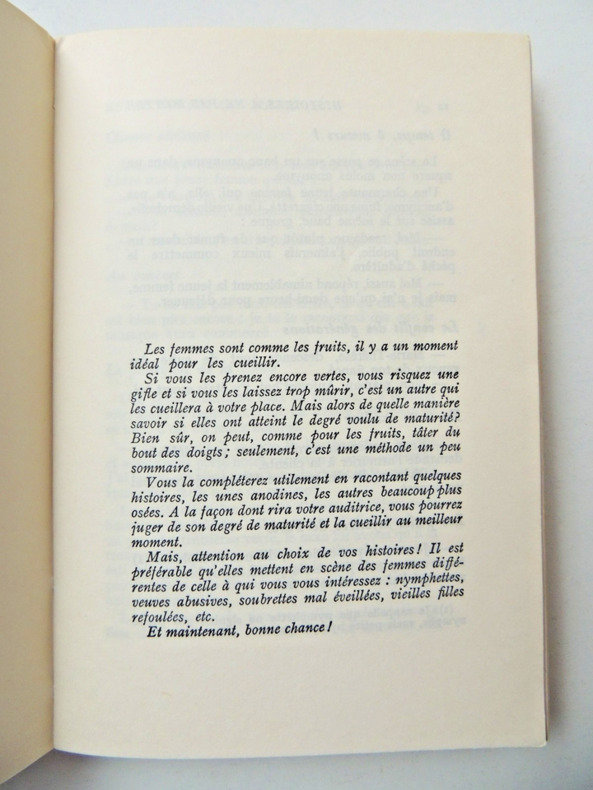 Les femmes sont comme les fruits, il y a un moment
idéal pour les cueillir.
Si vous les prenez encore vertes, vous risquez une
gifle et si vous les laissez trop mûrir, c'est un autre qui
les cueillera à votre place. Mais alors de quelle manière
savoir si elles ont atteint le degré voulu de maturité?
Bien sûr, on peut, comme pour les fruits, tâter du
bout des doigts; seulement, c'est une méthode un peu
sommaire.
Vous la compléterez utilement en racontant quelques
histoires, les unes anodines, les autres beaucoup plus
osées. A la façon dont rira votre auditrice, vous pourrez
juger de son degré de maturité et la cueillir au meilleur
moment.
Mais, attention au choix de vos histoires! Il est
préférable qu'elles mettent en scène des femmes diffé-
rentes de celle à qui vous vous intéressez : nymphettes,
veuves abusives, soubrettes mal éveillées, vieilles filles
refoulées, etc.
Et maintenant, bonne chance!